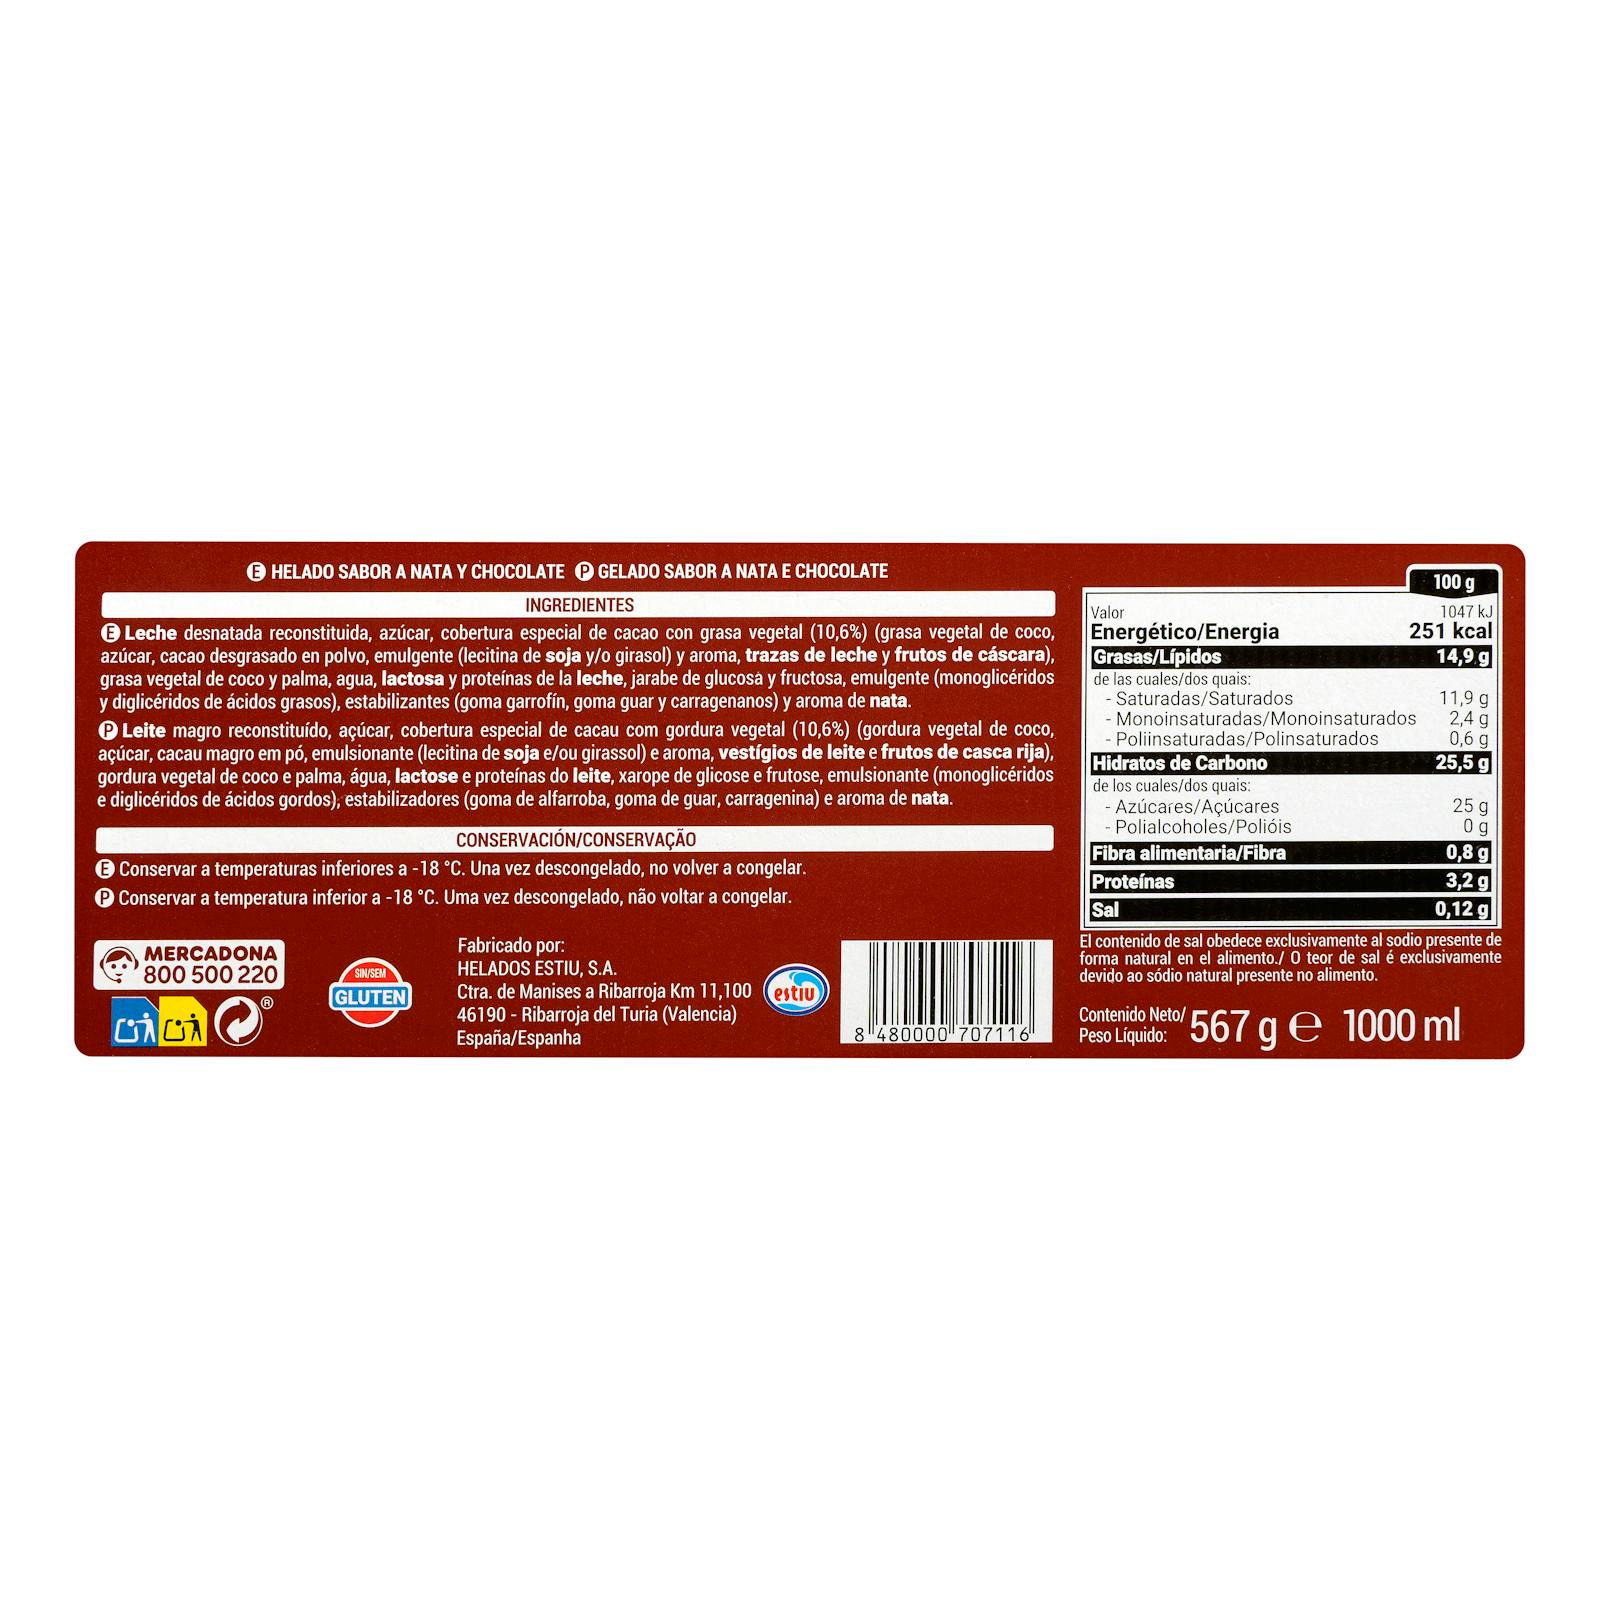 E HELADO SABOR A NATA Y CHOCOLATE P GELADO SABOR A NATA E CHOCOLATE
INGREDIENTES
E Leche desnatada reconstituida, azúcar, cobertura especial de cacao con grasa vegetal (10,6%) (grasa vegetal de coco,
azúcar, cacao desgrasado en polvo, emulgente (lecitina de soja y/o girasol) y aroma, trazas de leche y frutos de cáscara),
grasa vegetal de coco y palma, agua, lactosa y proteínas de la leche, jarabe de glucosa y fructosa, emulgente (monoglicéridos
y diglicéridos de ácidos grasos), estabilizantes (goma garrofín, goma guar y carragenanos) y aroma de nata.
P Leite magro reconstituído, açúcar, cobertura especial de cacau com gordura vegetal (10,6%) (gordura vegetal de coco,
açúcar, cacau magro em pó, emulsionante (lecitina de soja e/ou girassol) e aroma, vestígios de leite e frutos de casca rija),
gordura vegetal de coco e palma, água, lactose e proteínas do leite, xarope de glicose e frutose, emulsionante (monoglicéridos
e diglicéridos de ácidos gordos), estabilizadores (goma de alfarroba, goma de guar, carragenina) e aroma de nata.
CONSERVACIÓN/CONSERVAÇÃO
E Conservar a temperaturas inferiores a -18 °C. Una vez descongelado, no volver a congelar.
P Conservar a temperatura inferior a -18 °C. Uma vez descongelado, não voltar a congelar.
MERCADONA
800 500 220
®
SIN/SEM
GLUTEN
Fabricado por:
HELADOS ESTIU, S.A.
Ctra. de Manises a Ribarroja Km 11,100
46190 - Ribarroja del Turia (Valencia)
España/Espanha
estiu
8 480000 707116
100 g
Valor 1047 kJ
Energético/Energia 251 kcal
Grasas/Lípidos 14,9 g
de las cuales/dos quais:
- Saturadas/Saturados 11,9 g
- Monoinsaturadas/Monoinsaturados 2,4 g
- Poliinsaturadas/Polinsaturados 0,6 g
Hidratos de Carbono 25,5 g
de los cuales/dos quais:
- Azúcares/Açúcares 25 g
- Polialcoholes/Polióis 0 g
Fibra alimentaria/Fibra 0,8 g
Proteínas 3,2 g
Sal 0,12 g
El contenido de sal obedece exclusivamente al sodio presente de
forma natural en el alimento./ O teor de sal é exclusivamente
devido ao sódio natural presente no alimento.
Contenido Neto/
Peso Líquido: 567 g e 1000 ml